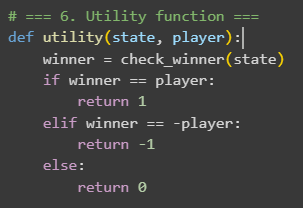 # === 6. Utility function ===
def utility(state, player):
    winner = check_winner(state)
    if winner == player:
        return 1
    elif winner == -player:
        return -1
    else:
        return 0